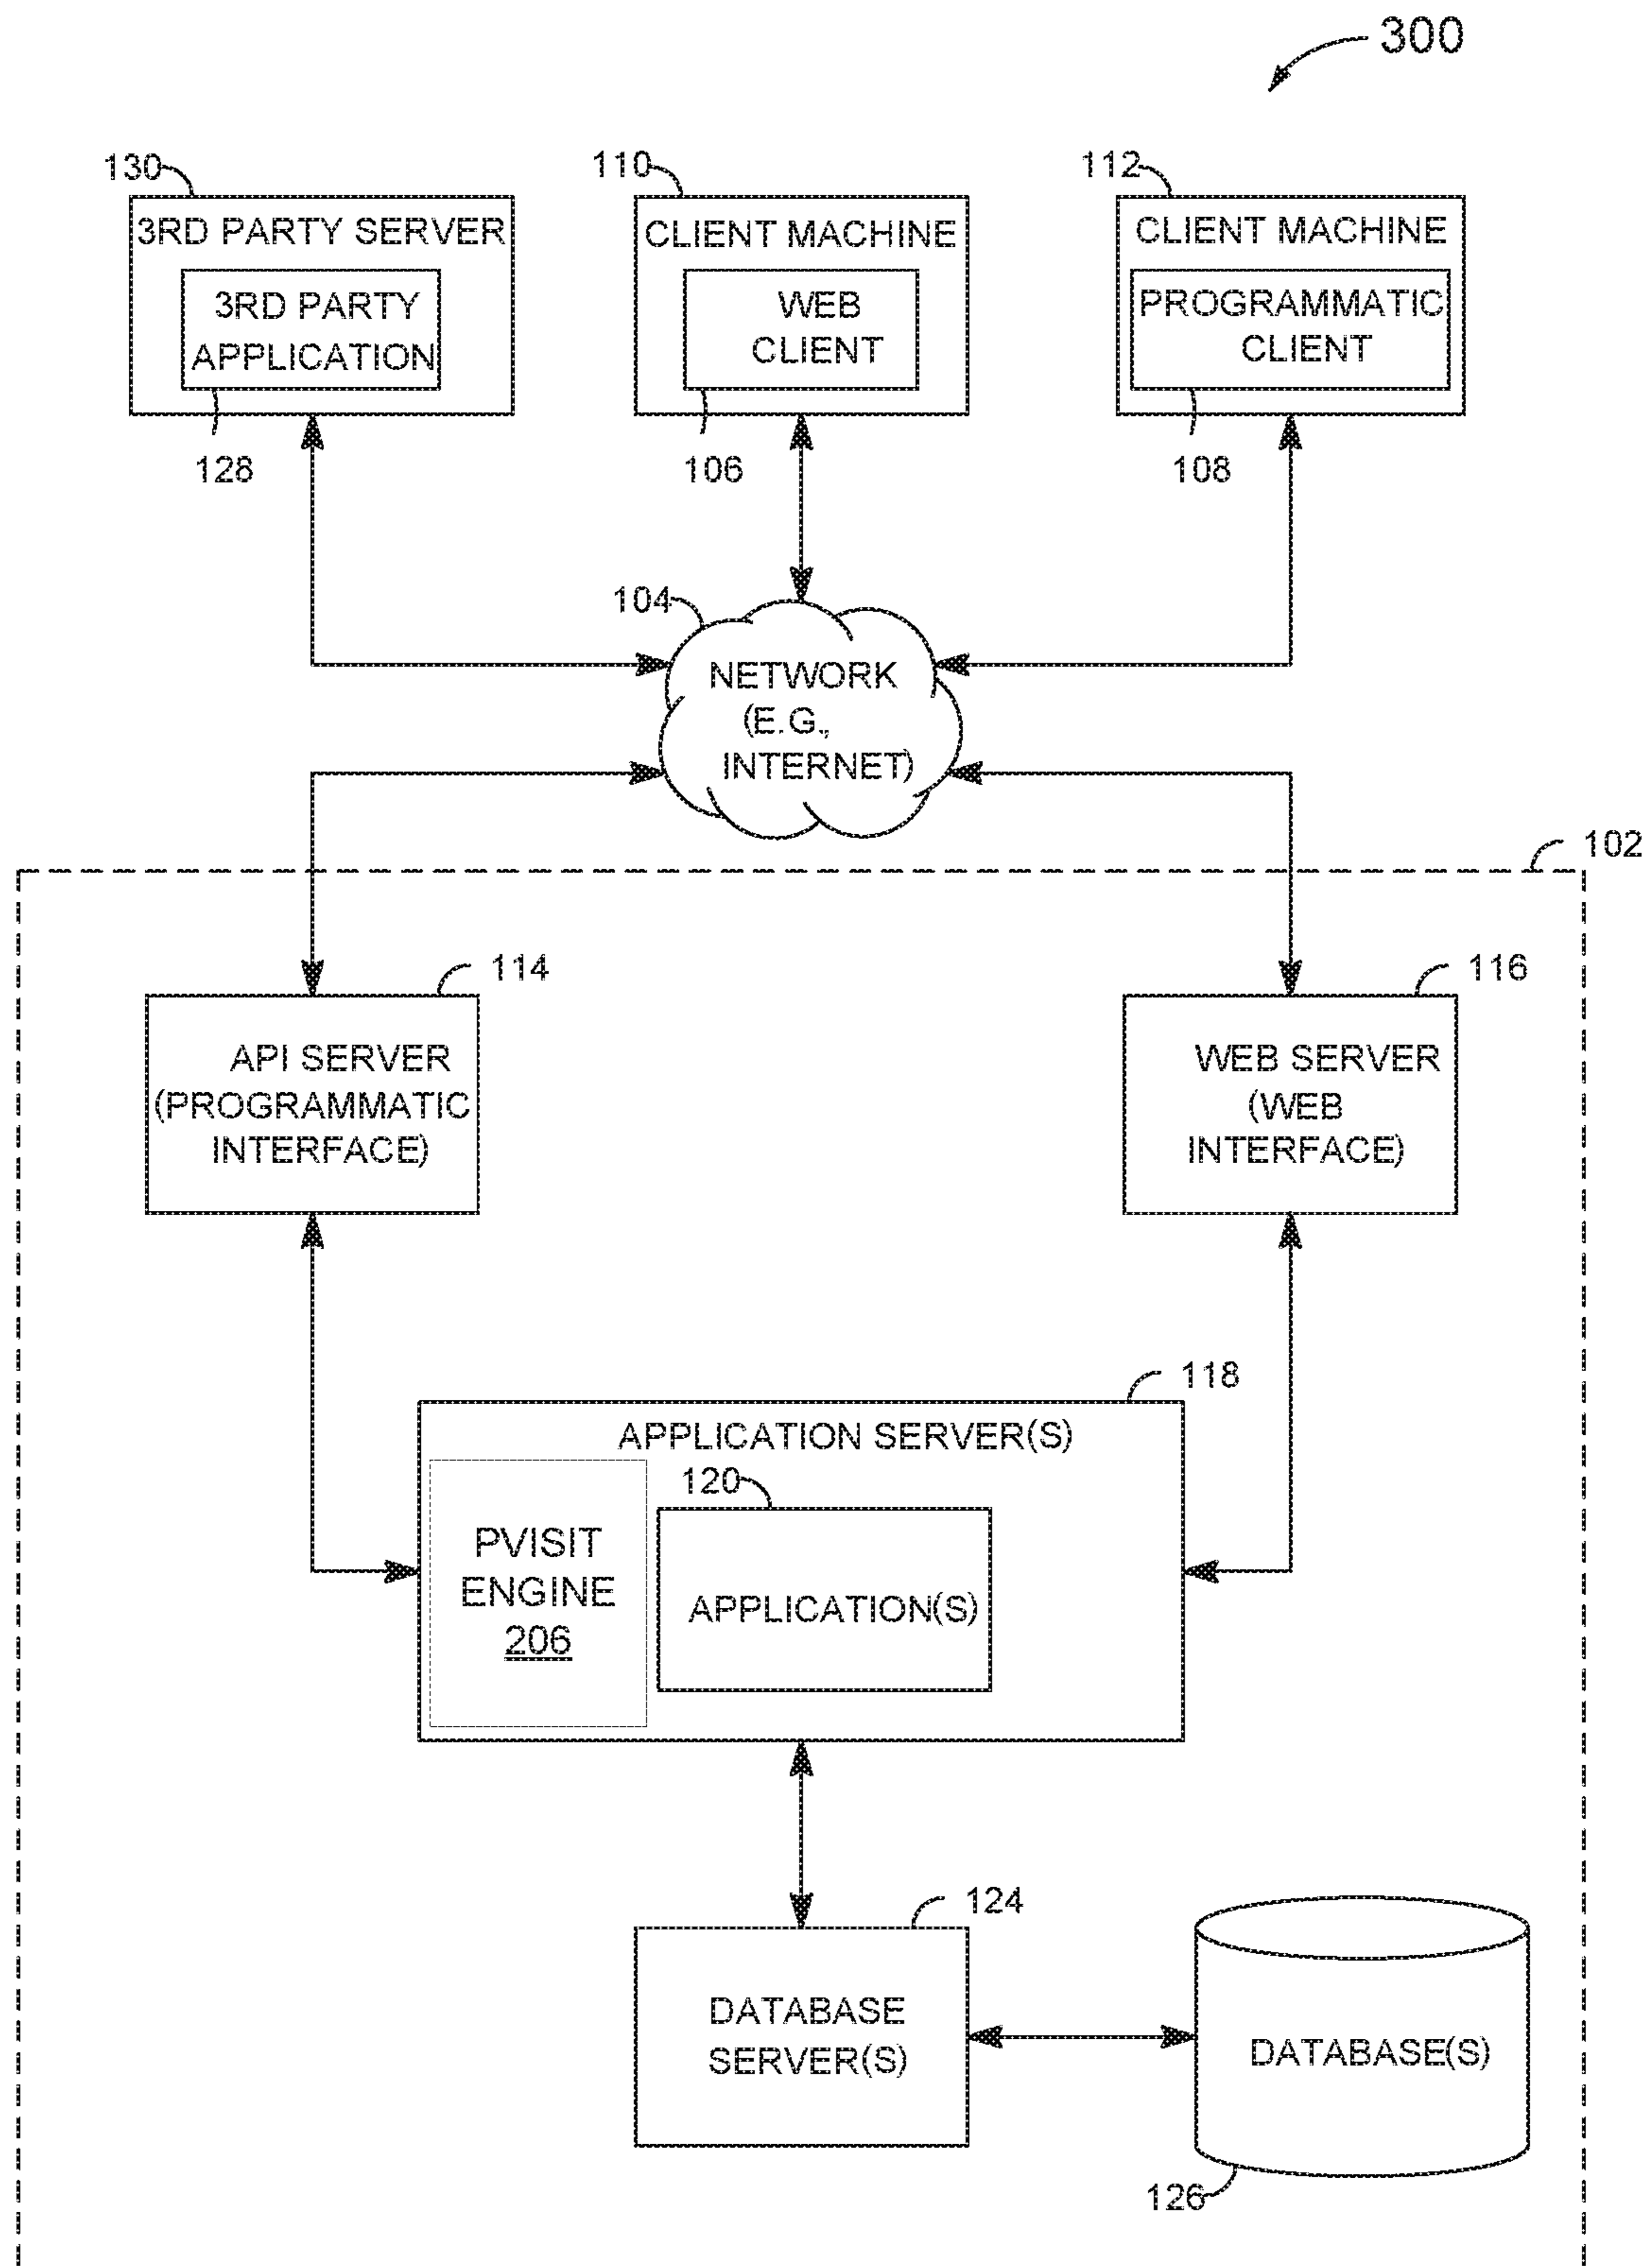 300
130
110
112
3RD PARTY SERVER
3RD PARTY
APPLICATION
CLIENT MACHINE
WEB
CLIENT
CLIENT MACHINE
PROGRAMMATIC
CLIENT
128
106
108
104
NETWORK
(E.G.,
INTERNET)
102
114
116
API SERVER
(PROGRAMMATIC
INTERFACE)
WEB SERVER
(WEB
INTERFACE)
118
APPLICATION SERVER(S)
120
PVISIT
ENGINE
206
APPLICATION(S)
124
DATABASE
SERVER(S)
DATABASE(S)
126